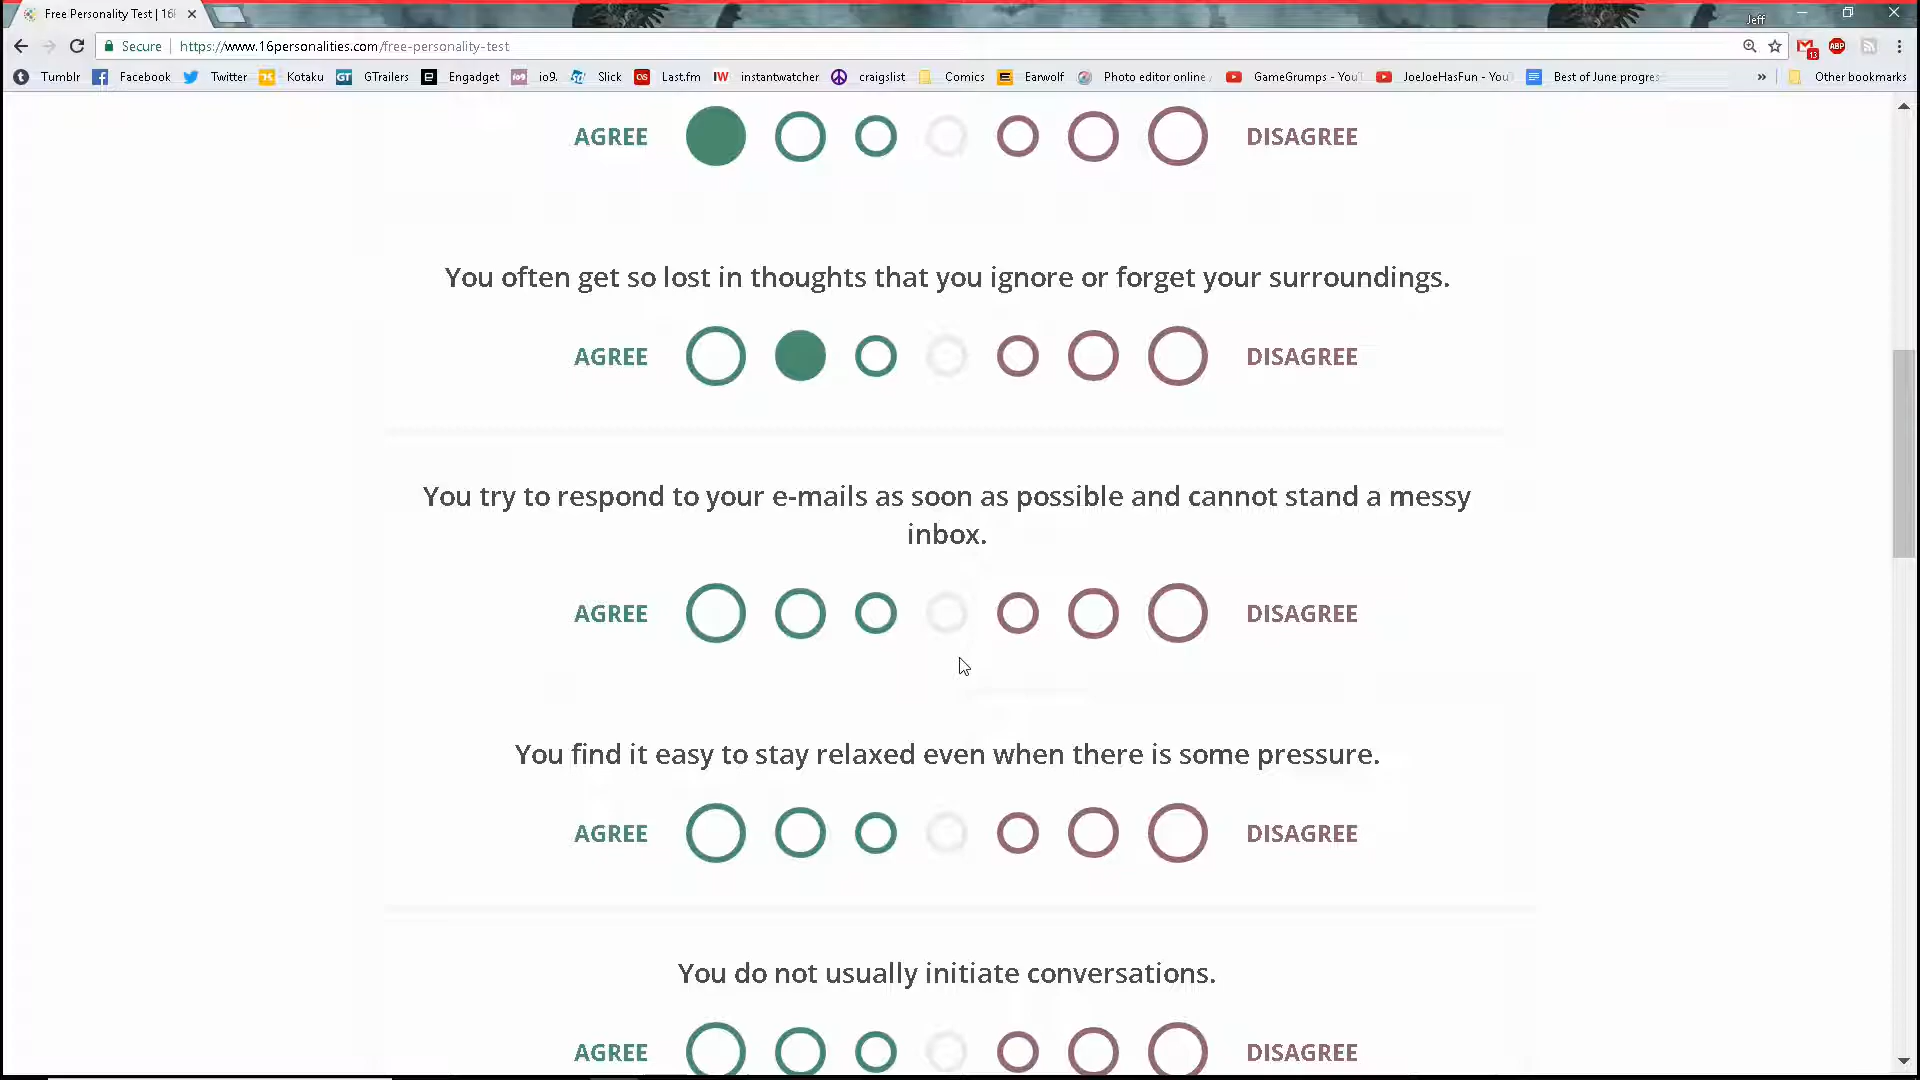 Free Personality Test | 16
Jeff
Secure
https://www.16personalities.com/free-personality-test
13
ABP
Tumblr Facebook Twitter Kotaku GT GTrailers Engadget io9. Slick Last.fm IW instantwatcher craigslist Comics Earwolf Photo editor online GameGrumps - You JoeJoeHasFun - You Best of June progres » Other bookmarks
AGREE DISAGREE
You often get so lost in thoughts that you ignore or forget your surroundings.
AGREE DISAGREE
You try to respond to your e-mails as soon as possible and cannot stand a messy
inbox.
AGREE DISAGREE
You find it easy to stay relaxed even when there is some pressure.
AGREE DISAGREE
You do not usually initiate conversations.
AGREE DISAGREE